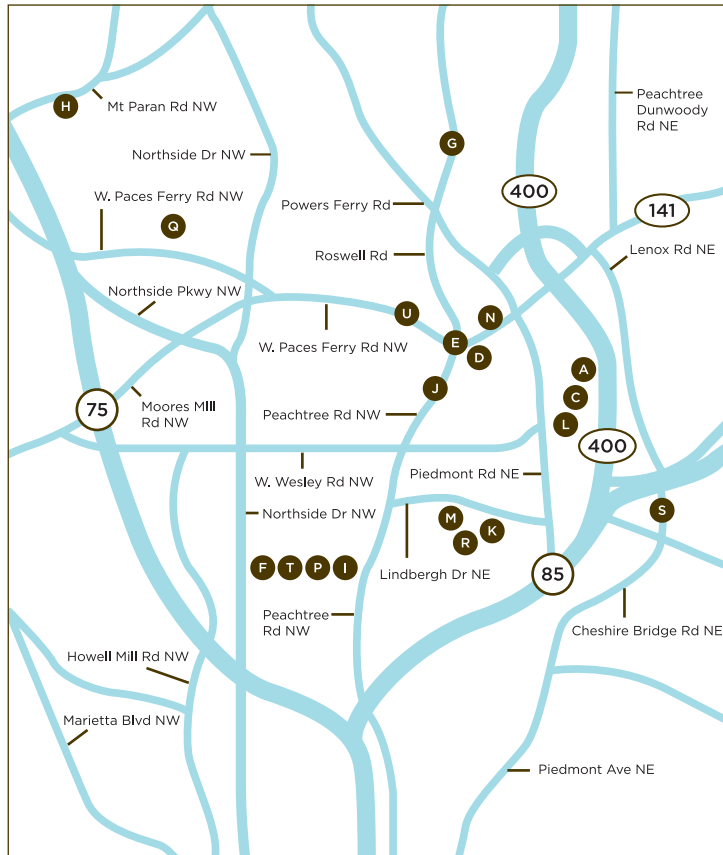 Peachtree
Dunwoody
Rd NE
H
Mt Paran Rd NW
G
Northside Dr NW
400
W. Paces Ferry Rd NW
Powers Ferry Rd
141
Q
Roswell Rd
Lenox Rd NE
Northside Pkwy NW
U
N
E
W. Paces Ferry Rd NW
D
A
J
C
75
Moores Mill
Rd NW
Peachtree Rd NW
L
400
W. Wesley Rd NW
Piedmont Rd NE
Northside Dr NW
M
S
K
R
F
T
P
I
Lindbergh Dr NE
85
Peachtree
Rd NW
Cheshire Bridge Rd NE
Howell Mill Rd NW
Marietta Blvd NW
Piedmont Ave NE